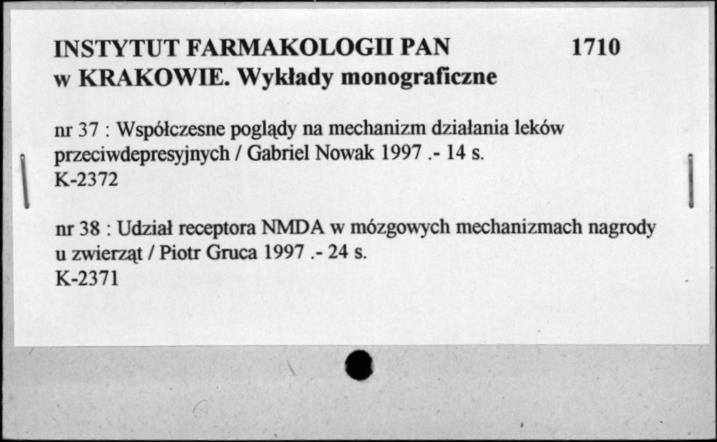 INSTYTUT FARMAKOLOGII PAN 1710
w KRAKOWIE. Wykłady monograficzne
nr 37 : Współczesne poglądy na mechanizm działania leków
przeciwdepresyjnych / Gabriel Nowak 1997 .- 14 s.
K-2372
nr 38 : Udział receptora NMDA w mózgowych mechanizmach nagrody
u zwierząt / Piotr Gruca 1997 .- 24 s.
K-2371